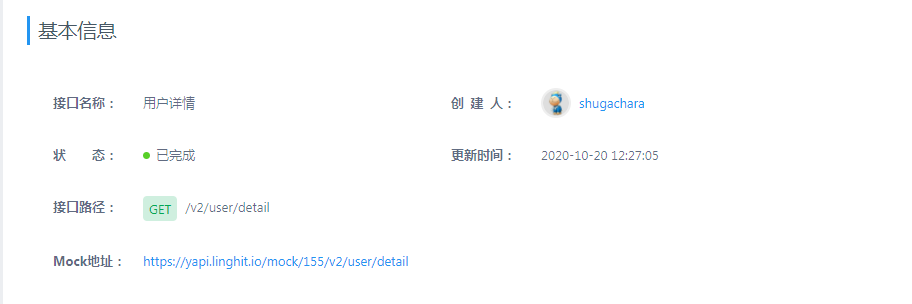 基本信息
接口名称： 用户详情 创 建 人： shugachara
状 态： 已完成 更新时间： 2020-10-20 12:27:05
接口路径： GET /v2/user/detail
Mock地址： https://yapi.linghit.io/mock/155/v2/user/detail